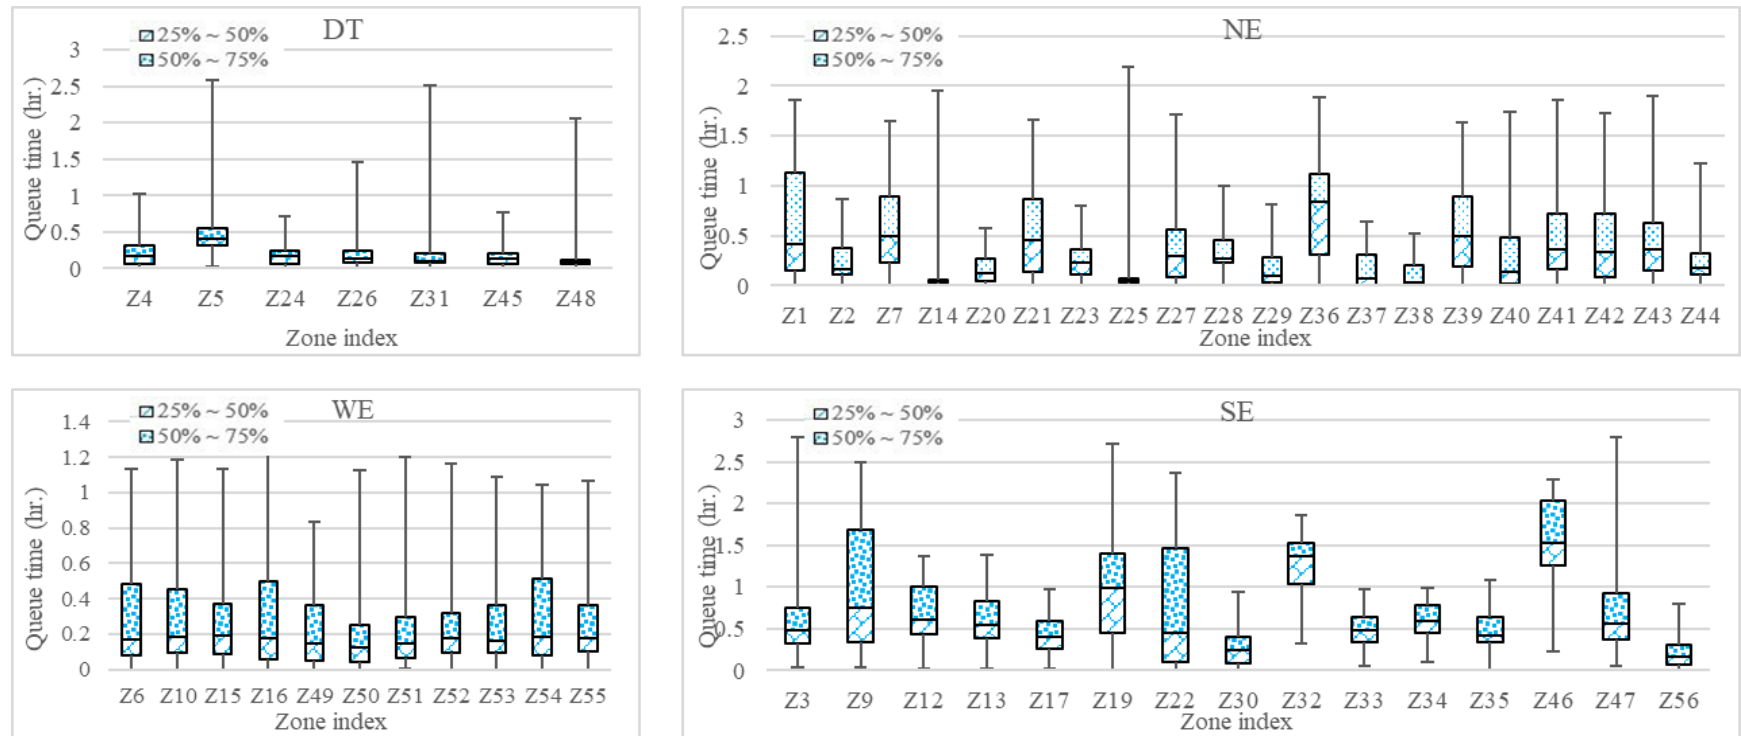 DT
25% ~ 50%
50% ~ 75%
Queue time (hr.)
3
2.5
2
1.5
1
0.5
0
Z4 Z5 Z24 Z26 Z31 Z45 Z48
Zone index
NE
25% ~ 50%
50% ~ 75%
Queue time (hr.)
2.5
2
1.5
1
0.5
0
Z1 Z2 Z7 Z14 Z20 Z21 Z23 Z25 Z27 Z28 Z29 Z36 Z37 Z38 Z39 Z40 Z41 Z42 Z43 Z44
Zone index
WE
25% ~ 50%
50% ~ 75%
Queue time (hr.)
1.4
1.2
1
0.8
0.6
0.4
0.2
0
Z6 Z10 Z15 Z16 Z49 Z50 Z51 Z52 Z53 Z54 Z55
Zone index
SE
25% ~ 50%
50% ~ 75%
Queue time (hr.)
3
2.5
2
1.5
1
0.5
0
Z3 Z9 Z12 Z13 Z17 Z19 Z22 Z30 Z32 Z33 Z34 Z35 Z46 Z47 Z56
Zone index